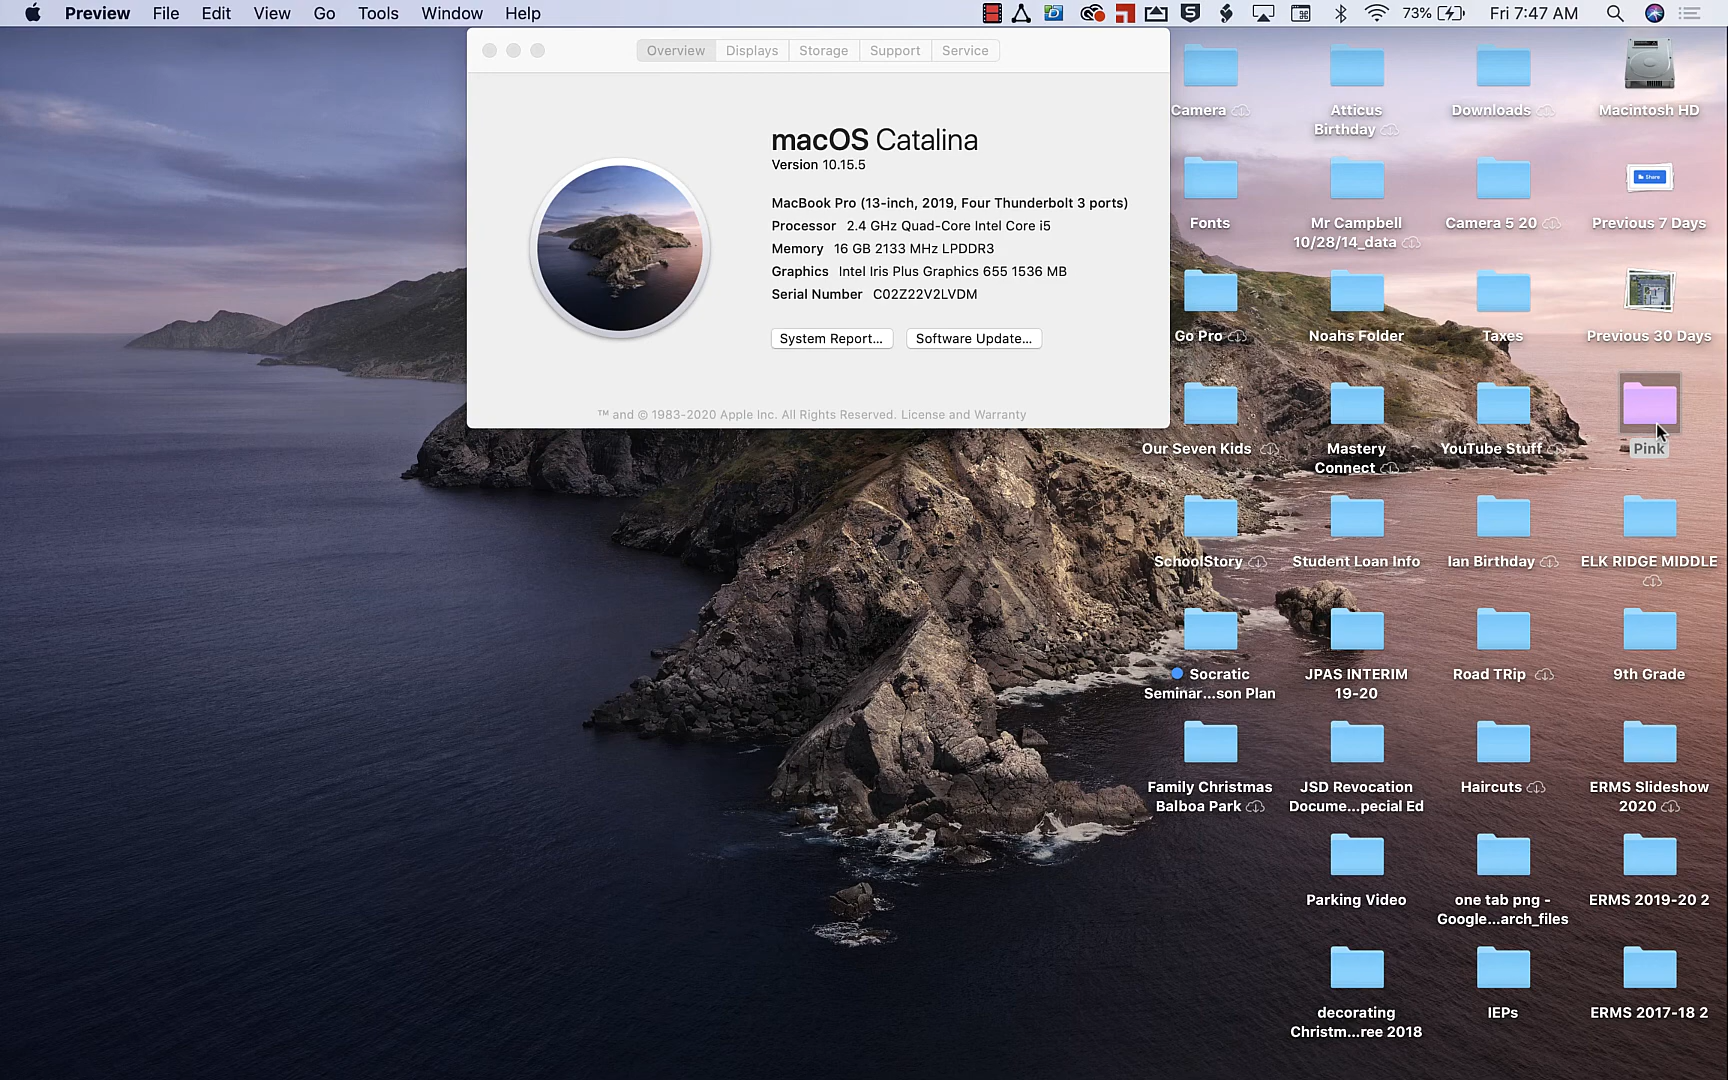 Preview File Edit View Go Tools Window Help 73% Fri 7:47 AM
Overview Displays Storage Support Service
macOS Catalina
Version 10.15.5
MacBook Pro (13-inch, 2019, Four Thunderbolt 3 ports)
Processor 2.4 GHz Quad-Core Intel Core i5
Memory 16 GB 2133 MHz LPDDR3
Graphics Intel Iris Plus Graphics 655 1536 MB
Serial Number C02Z22V2LVDM
System Report... Software Update...
™ and © 1983-2020 Apple Inc. All Rights Reserved. License and Warranty
Camera
Atticus
Birthday
Downloads
Macintosh HD
Fonts
Mr Campbell
10/28/14_data
Camera 5 20
Share
Previous 7 Days
Go Pro
Noahs Folder
Taxes
Previous 30 Days
Our Seven Kids
Mastery
Connect
YouTube Stuff
Pink
SchoolStory
Student Loan Info
Ian Birthday
ELK RIDGE MIDDLE
Socratic
Seminar...son Plan
JPAS INTERIM
19-20
Road TRip
9th Grade
Family Christmas
Balboa Park
JSD Revocation
Docume...pecial Ed
Haircuts
ERMS Slideshow
2020
Parking Video
one tab png -
Google...arch_files
ERMS 2019-20 2
decorating
Christm...ree 2018
IEPs
ERMS 2017-18 2